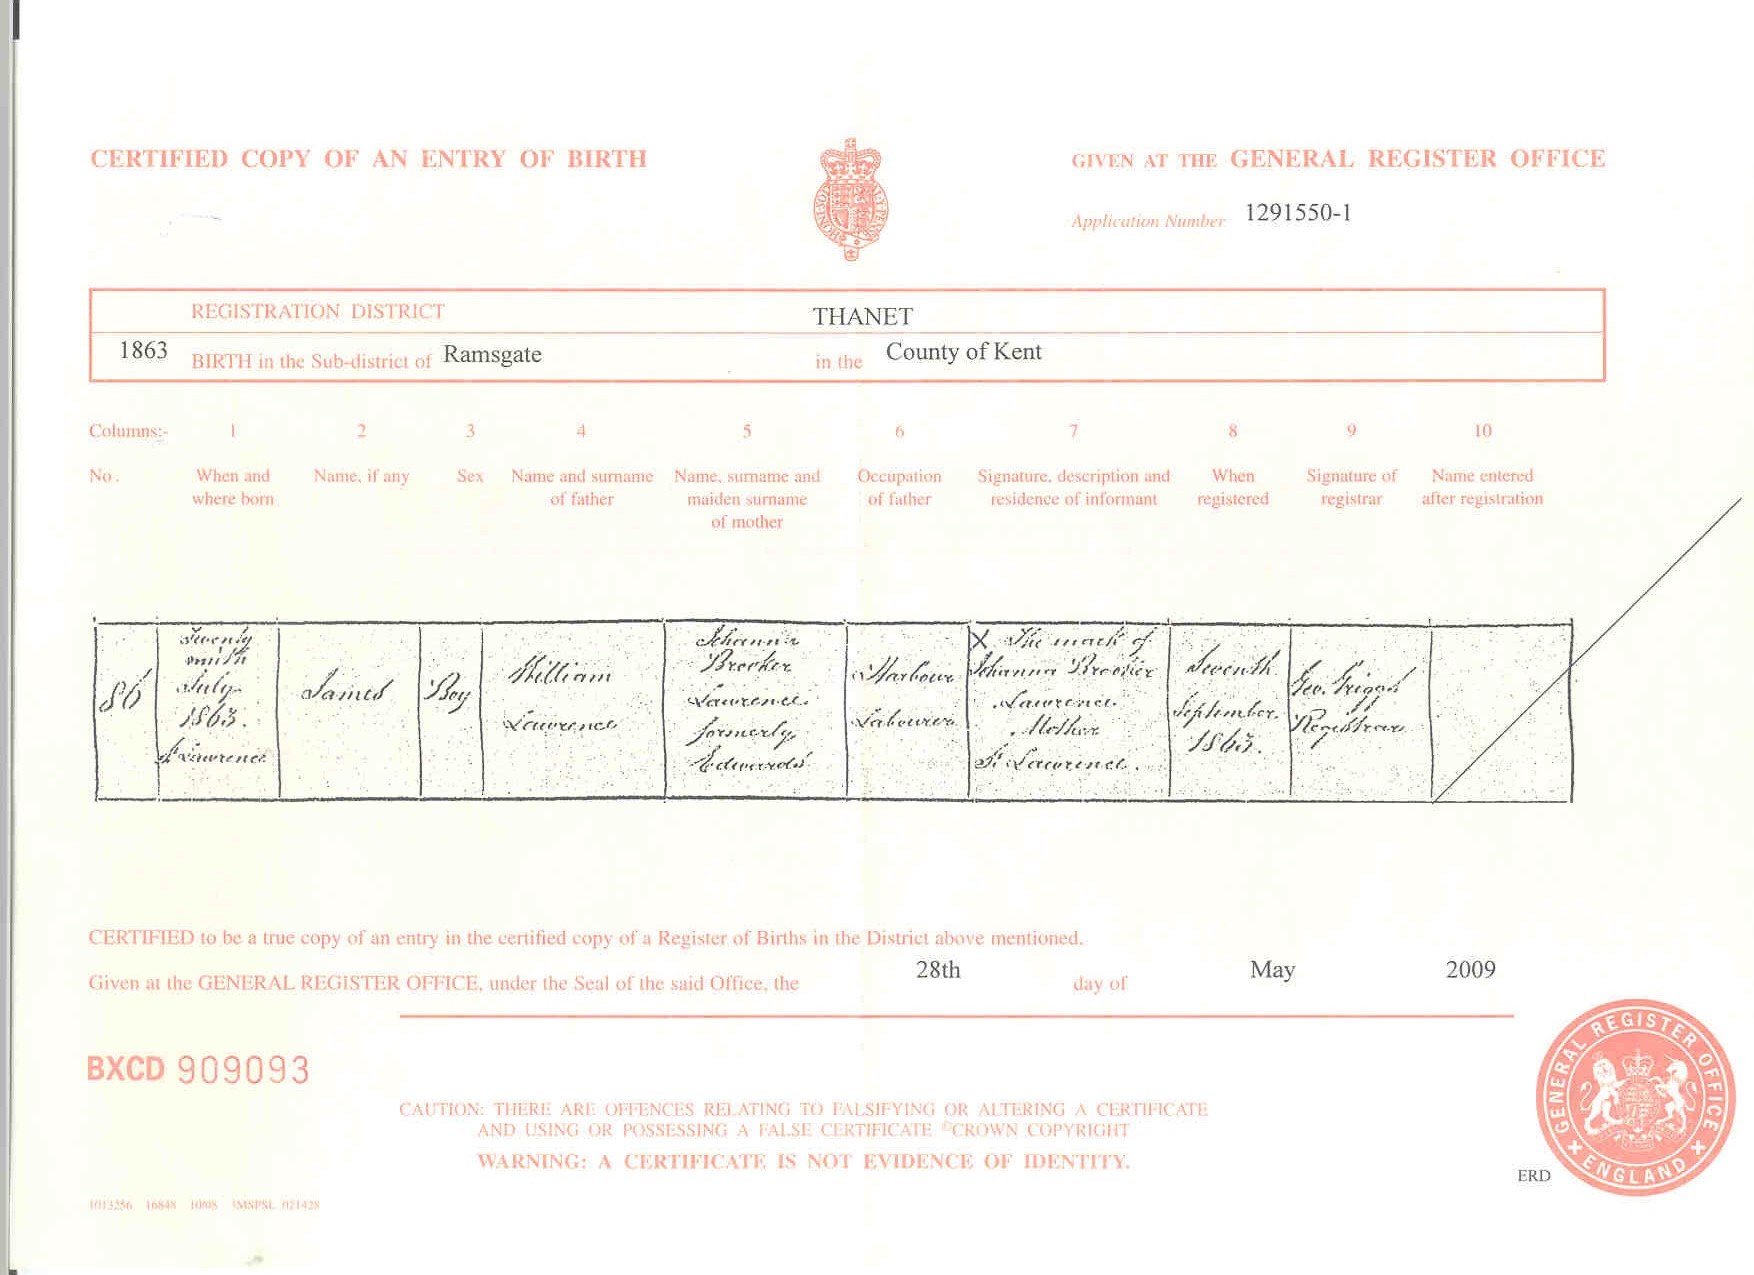 CERTIFIED COPY OF AN ENTRY OF BIRTH
GIVEN AT THE GENERAL REGISTER OFFICE
Application Number 1291550-1
REGISTRATION DISTRICT THANET
1863 BIRTH in the Sub-district of Ramsgate in the County of Kent
Columns:- 1 2 3 4 5 6 7 8 9 10
No. When and where born
Name, if any
Sex
Name and surname of father
Name, surname and maiden surname of mother
Occupation of father
Signature, description and residence of informant
When registered
Signature of registrar
Name entered after registration
86
Twenty
ninth
July
1863.
St Lawrence
James
Boy
William
Lawrence
Johanna
Brooker
Lawrence
formerly
Edwards
Harbour
Labourer
X The mark of
Johanna Brooker
Lawrence
Mother
St Lawrence.
Seventh
September
1863.
Geo. Griggs
Registrar
CERTIFIED to be a true copy of an entry in the certified copy of a Register of Births in the District above mentioned.
Given at the GENERAL REGISTER OFFICE, under the Seal of the said Office, the 28th day of May 2009
BXCD 909093
CAUTION: THERE ARE OFFENCES RELATING TO FALSIFYING OR ALTERING A CERTIFICATE
AND USING OR POSSESSING A FALSE CERTIFICATE ©CROWN COPYRIGHT
WARNING: A CERTIFICATE IS NOT EVIDENCE OF IDENTITY.
GENERAL REGISTER OFFICE
ENGLAND
ERD
1013256 16848 10/08 3MSPSL 021428